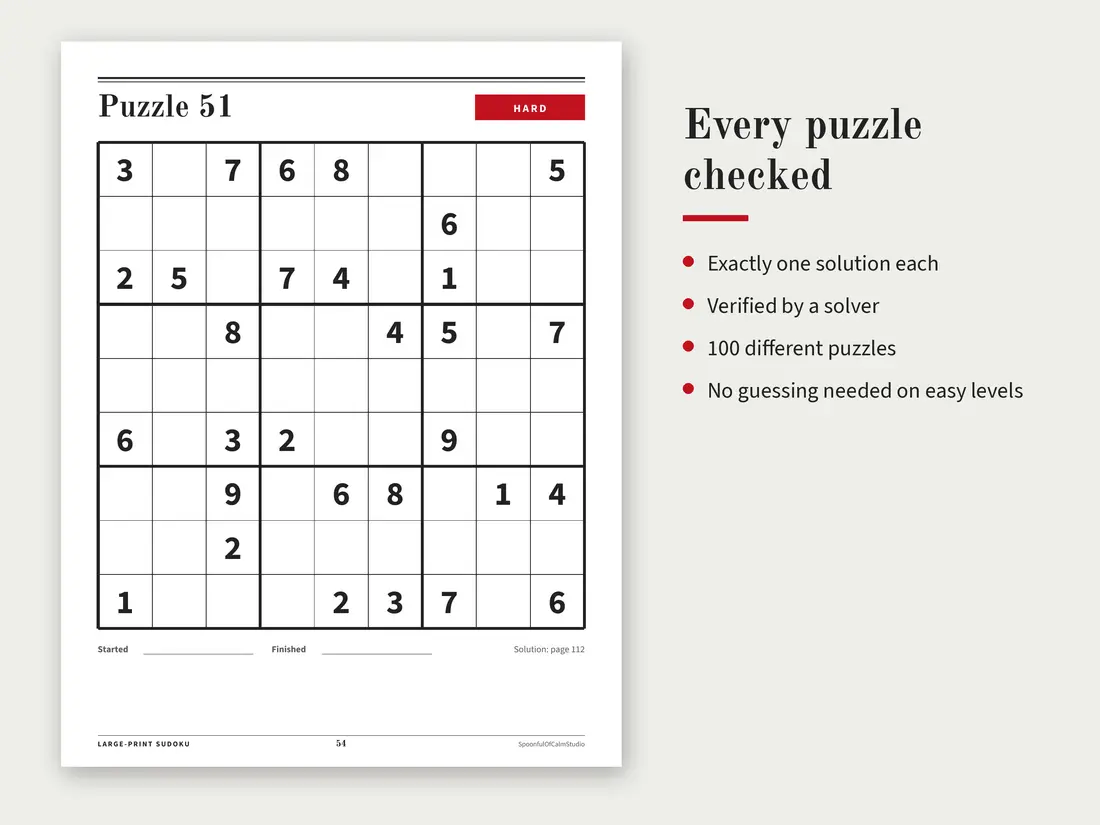 Puzzle 51
HARD
3 7 6 8 5
6
2 5 7 4 1
8 4 5 7
6 3 2 9
9 6 8 1 4
2
1 2 3 7 6
Started Finished Solution: page 112
LARGE-PRINT SUDOKU 54 SpoonfulOfCalmStudio
Every puzzle
checked
Exactly one solution each
Verified by a solver
100 different puzzles
No guessing needed on easy levels